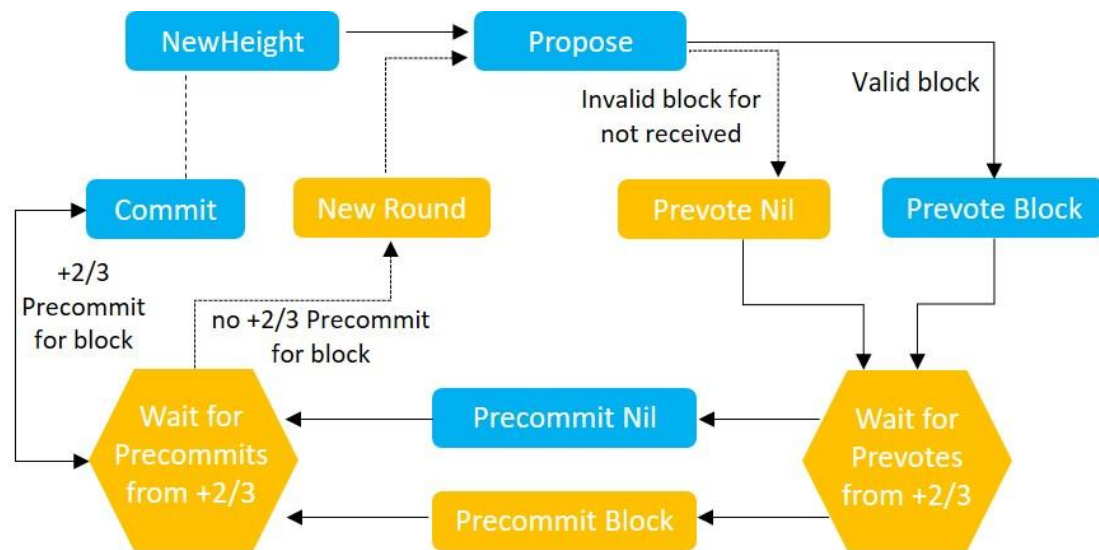 NewHeight
Propose
Invalid block for
not received
Valid block
Commit
New Round
Prevote Nil
Prevote Block
+2/3
Precommit
for block
no +2/3 Precommit
for block
Wait for
Precommits
from +2/3
Precommit Nil
Precommit Block
Wait for
Prevotes
from +2/3